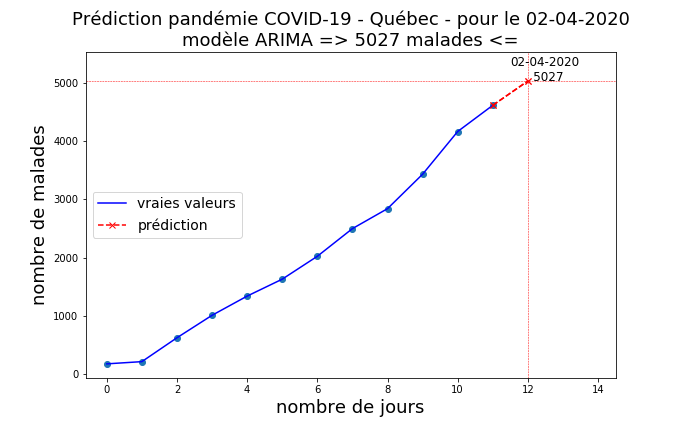 Prédiction pandémie COVID-19 - Québec - pour le 02-04-2020
modèle ARIMA => 5027 malades <=
02-04-2020
5027
5000
4000
3000
2000
1000
0
nombre de malades
vraies valeurs
prédiction
0 2 4 6 8 10 12 14
nombre de jours